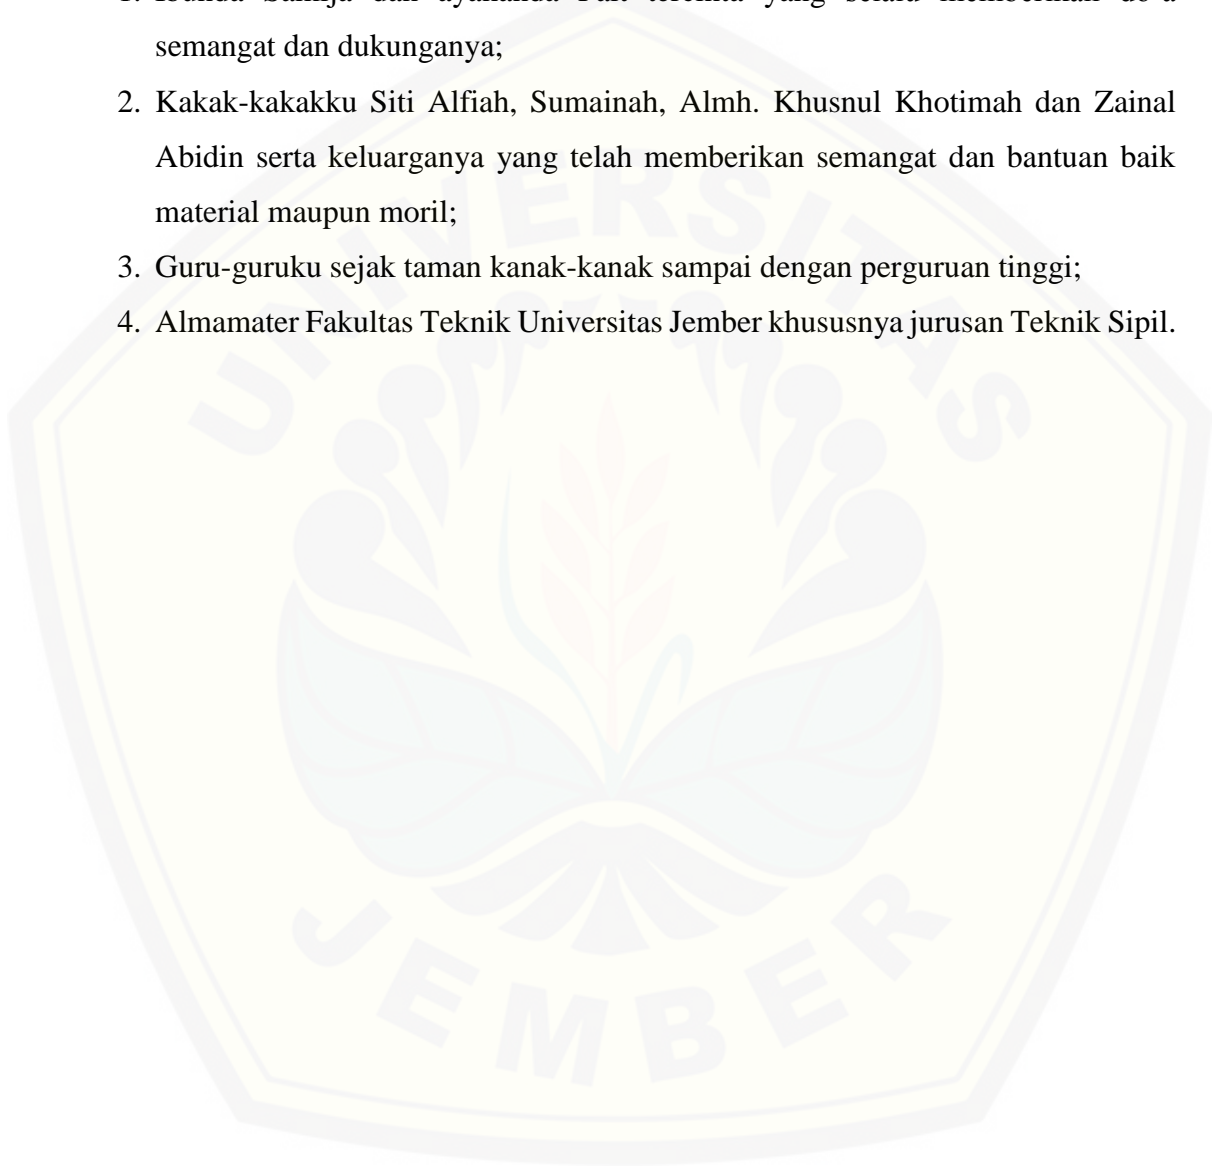 semangat dan dukunganya;
2. Kakak-kakakku Siti Alfiah, Sumainah, Almh. Khusnul Khotimah dan Zainal
Abidin serta keluarganya yang telah memberikan semangat dan bantuan baik
material maupun moril;
3. Guru-guruku sejak taman kanak-kanak sampai dengan perguruan tinggi;
4. Almamater Fakultas Teknik Universitas Jember khususnya jurusan Teknik Sipil.
UNIVERSITAS
JEMBER